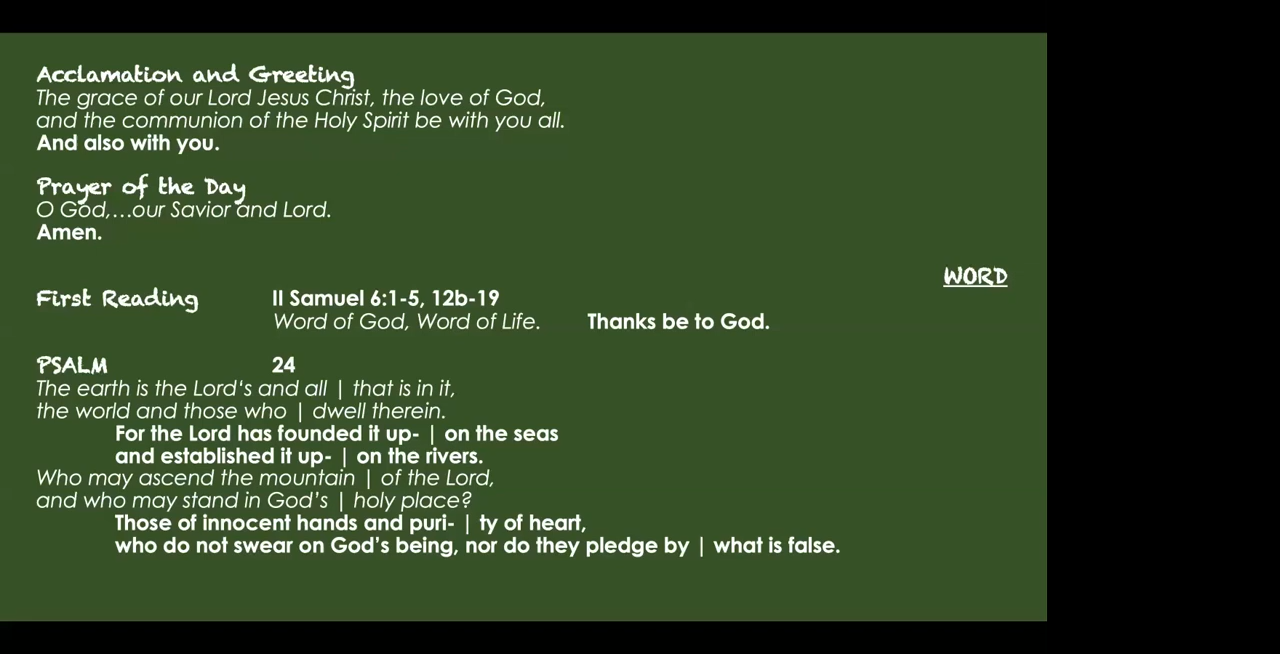 Acclamation and Greeting
The grace of our Lord Jesus Christ, the love of God,
and the communion of the Holy Spirit be with you all.
And also with you.
Prayer of the Day
O God,...our Savior and Lord.
Amen.
WORD
First Reading II Samuel 6:1-5, 12b-19
Word of God, Word of Life. Thanks be to God.
PSALM 24
The earth is the Lord‘s and all | that is in it,
the world and those who | dwell therein.
For the Lord has founded it up- | on the seas
and established it up- | on the rivers.
Who may ascend the mountain | of the Lord,
and who may stand in God’s | holy place?
Those of innocent hands and puri- | ty of heart,
who do not swear on God’s being, nor do they pledge by | what is false.